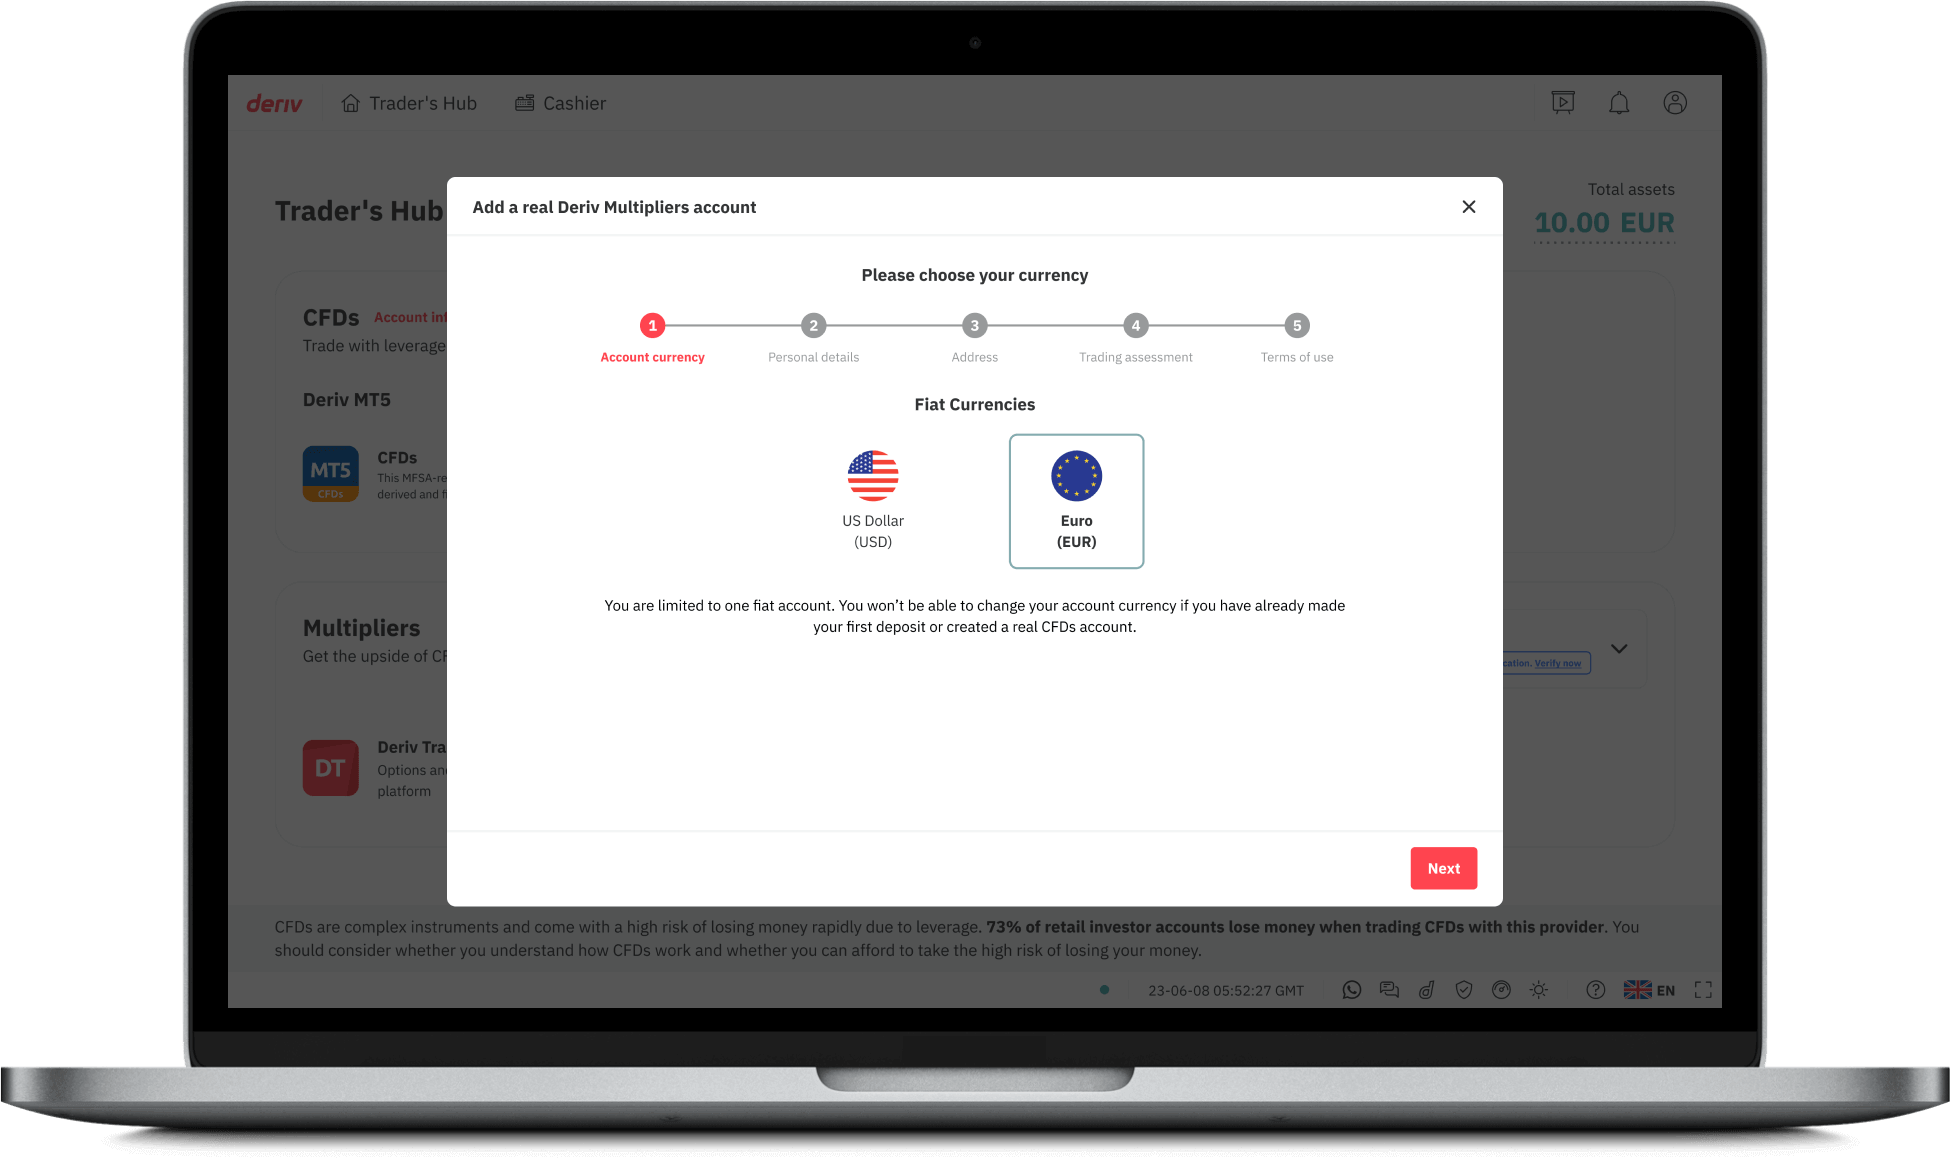 deriv
Trader's Hub
Cashier
Total assets
10.00 EUR
Trader's Hub
Add a real Deriv Multipliers account
Please choose your currency
1 2 3 4 5
Account currency Personal details Address Trading assessment Terms of use
Fiat Currencies
US Dollar
(USD)
Euro
(EUR)
You are limited to one fiat account. You won’t be able to change your account currency if you have already made
your first deposit or created a real CFDs account.
Next
CFDs Account
Trade with leverage
Deriv MT5
MT5
CFDs
CFDs
This
derived and
Multipliers
Get the upside of
Verify now
DT
Deriv
Options
platform
CFDs are complex instruments and come with a high risk of losing money rapidly due to leverage. 73% of retail investor accounts lose money when trading CFDs with this provider. You
should consider whether you understand how CFDs work and whether you can afford to take the high risk of losing your money.
23-06-08 05:52:27 GMT
EN